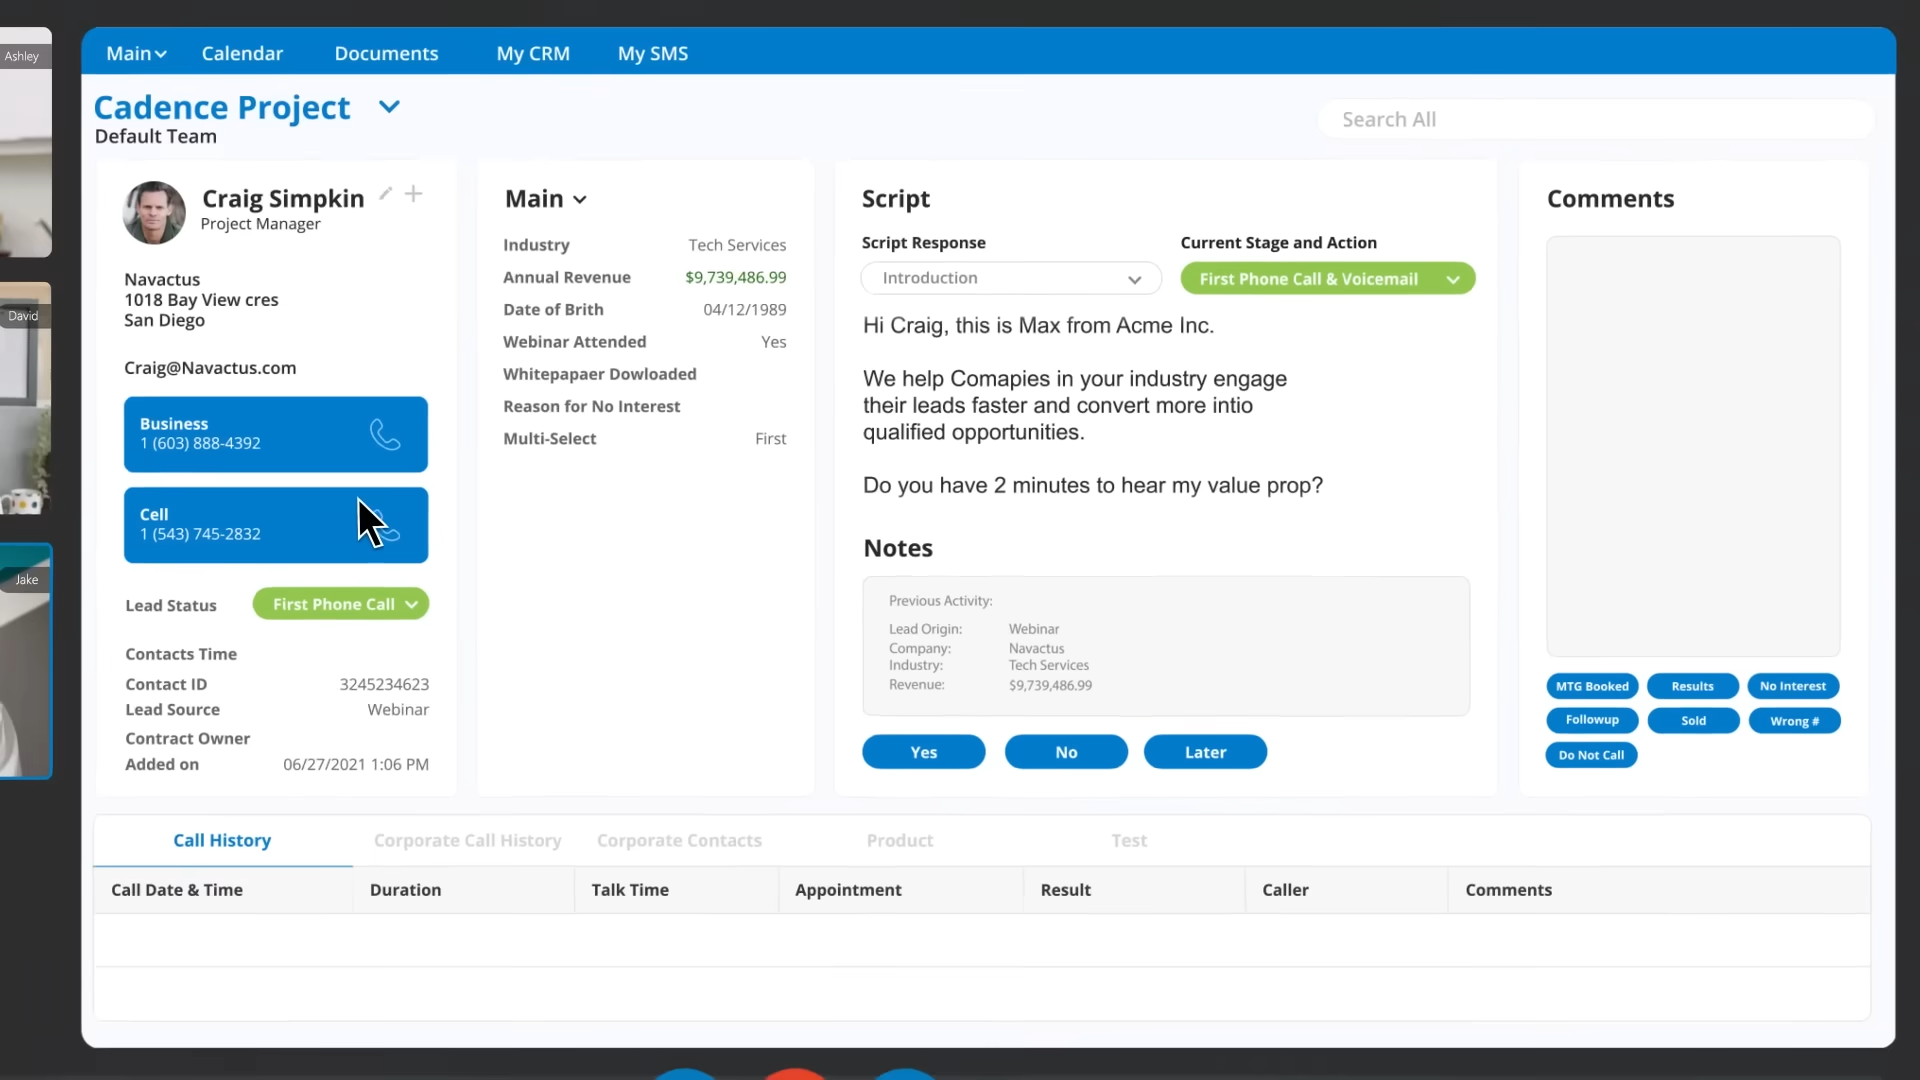 Ashley
David
Jake
Main
Calendar
Documents
My CRM
My SMS
Cadence Project
Default Team
Search All
Craig Simpkin
Project Manager
Navactus
1018 Bay View cres
San Diego
Craig@Navactus.com
Business
1 (603) 888-4392
Cell
1 (543) 745-2832
Lead Status
First Phone Call
Contacts Time
Contact ID 3245234623
Lead Source Webinar
Contract Owner
Added on 06/27/2021 1:06 PM
Main
Industry Tech Services
Annual Revenue $9,739,486.99
Date of Brith 04/12/1989
Webinar Attended Yes
Whitepapaer Dowloaded
Reason for No Interest
Multi-Select First
Script
Script Response
Introduction
Current Stage and Action
First Phone Call & Voicemail
Hi Craig, this is Max from Acme Inc.
We help Comapies in your industry engage
their leads faster and convert more intio
qualified opportunities.
Do you have 2 minutes to hear my value prop?
Notes
Previous Activity:
Lead Origin: Webinar
Company: Navactus
Industry: Tech Services
Revenue: $9,739,486.99
Yes
No
Later
Comments
MTG Booked
Results
No Interest
Followup
Sold
Wrong #
Do Not Call
Call History
Corporate Call History
Corporate Contacts
Product
Test
Call Date & Time
Duration
Talk Time
Appointment
Result
Caller
Comments